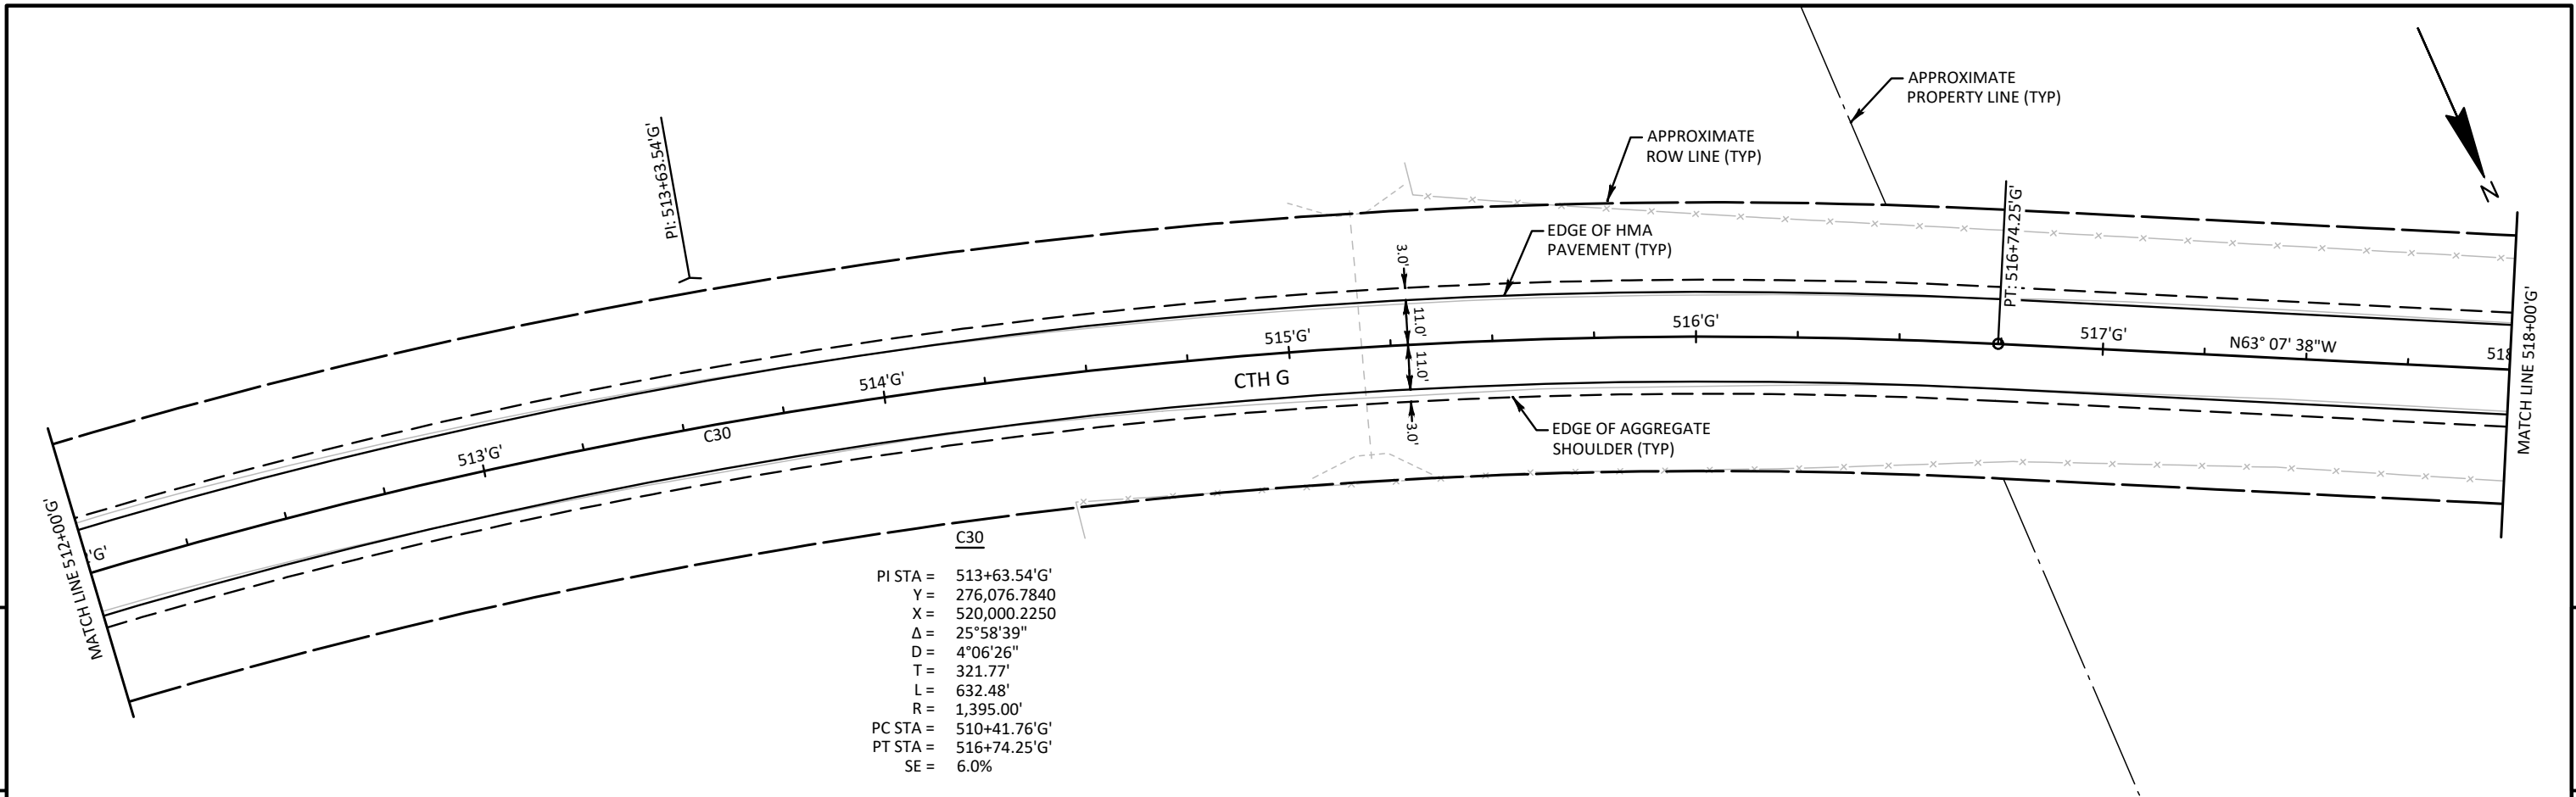 APPROXIMATE
PROPERTY LINE (TYP)
APPROXIMATE
ROW LINE (TYP)
PI: 513+63.54'G'
N
EDGE OF HMA
PAVEMENT (TYP)
3.0'
11.0'
11.0'
3.0'
PT: 516+74.25'G'
MATCH LINE 512+00'G'
'G'
513'G'
C30
514'G'
CTH G
515'G'
516'G'
517'G'
N63° 07' 38"W
518
MATCH LINE 518+00'G'
EDGE OF AGGREGATE
SHOULDER (TYP)
C30
PI STA = 513+63.54'G'
Y = 276,076.7840
X = 520,000.2250
Δ = 25°58'39"
D = 4°06'26"
T = 321.77'
L = 632.48'
R = 1,395.00'
PC STA = 510+41.76'G'
PT STA = 516+74.25'G'
SE = 6.0%